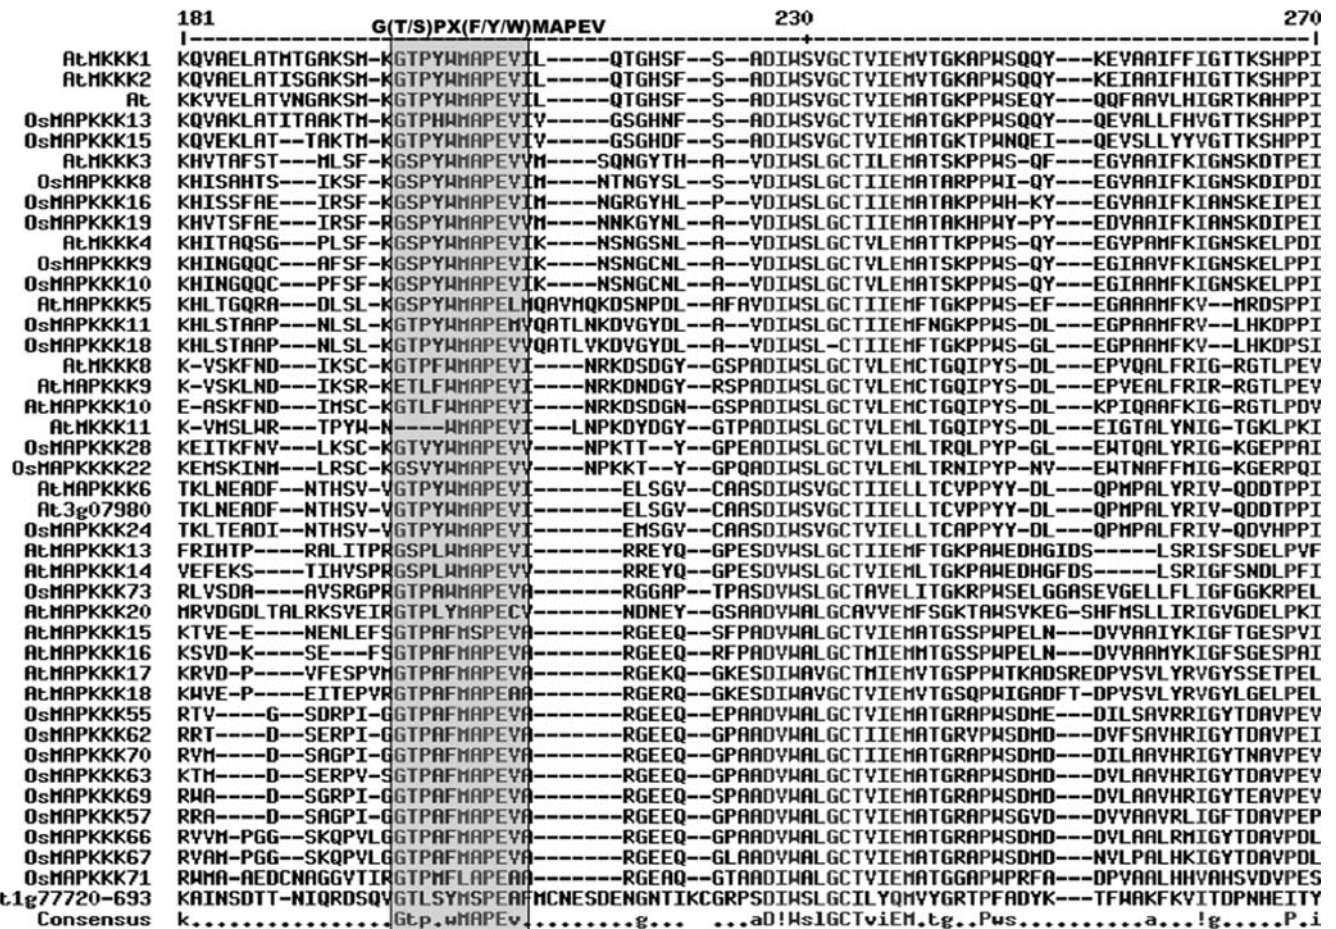 181 230 270
G(T/S)PX(F/Y/W)MAPEV
AtMKKK1 KQVAELATMTGAKSM-KGTPYWMAPEVIL-----QTGHSF--S--ADIWSVGCTVIEMVTGKAPWSQQY---KEVAAIFFIGTTKSHPPI
AtMKKK2 KQVAELATISGAKSM-KGTPYWMAPEVIL-----QTGHSF--S--ADIWSVGCTVIEMVTGKAPWSQQY---KEIAAIFHIGTTKSHPPI
At KKVVELATVNGAKSM-KGTPYWMAPEVIL-----QTGHSF--S--ADIWSVGCTVIEMATGKPPWSEQY---QQFAAVLHIGRTKAHPPI
OsMAPKKK13 KQVAKLATITAAKTM-KGTPHWMAPEVIV-----GSGHNF--S--ADIWSVGCTVIEMATGKPPWSQQY---QEVALLFHVGTTKSHPPI
OsMAPKKK15 KQVEKLAT--TAKTM-KGTPYWMAPEVIV-----GSGHDF--S--ADIWSVGCTVIEMATGKTPWNQEI---QEVSLLYYVGTTKSHPPI
AtMKKK3 KHVTAFST---MLSF-KGSPYWMAPEVVM----SQNGYTH--A--VDIWSLGCTILEMATSKPPWS-QF---EGVAAIFKIGNSKDTPEI
OsMAPKKK8 KHISAHTS---IKSF-KGSPYWMAPEVIM----NTNGYSL--S--VDIWSLGCTIIEMATARPPWI-QY---EGVAAIFKIGNSKDIPDI
OsMAPKKK16 KHISSFAE---IRSF-KGSPYWMAPEVIM----NGRGYHL--P--VDIWSLGCTIIEMATAKPPWH-KY---EGVAAIFKIANSKEIPEI
OsMAPKKK19 KHVTSFAE---IRSF-RGSPYWMAPEVVM----NNKGYNL--A--VDIWSLGCTIIEMATAKHPWY-PY---EDVAAIFKIANSKDIPEI
AtMKKK4 KHITAQSG---PLSF-KGSPYWMAPEVIK----NSNGSNL--A--VDIWSLGCTVLEMATTKPPWS-QY---EGVPAMFKIGNSKELPDI
OsMAPKKK9 KHINGQQC---AFSF-KGSPYWMAPEVIK----NSNGCNL--A--VDIWSLGCTVLEMATSKPPWS-QY---EGIAAVFKIGNSKELPPI
OsMAPKKK10 KHINGQQC---PFSF-KGSPYWMAPEVIK----NSNGCNL--A--VDIWSLGCTVLEMATSKPPWS-QY---EGIAAMFKIGNSKELPPI
AtMAPKKK5 KHLTGQRA---DLSL-KGSPYWMAPELMQAVMQKDSNPDL--AFAVDIWSLGCTIIEMFTGKPPWS-EF---EGAAAMFKV--MRDSPPI
OsMAPKKK11 KHLSTAAP---NLSL-KGTPYWMAPEMVQATLNKDVGYDL--A--VDIWSLGCTIIEMFNGKPPWS-DL---EGPAAMFRV--LHKDPPI
OsMAPKKK18 KHLSTAAP---NLSL-KGTPYWMAPEVVQATLVKDVGYDL--A--VDIWSL-CTIIEMFTGKPPWS-GL---EGPAAMFKV--LHKDPSI
AtMKKK8 K-VSKFND---IKSC-KGTPFWMAPEVI----NRKDSDGY--GSPADIWSLGCTVLEMCTGQIPYS-DL---EPVQALFRIG-RGTLPEV
AtMAPKKK9 K-VSKLND---IKSR-KETLFWMAPEVI----NRKDNDGY--RSPADIWSLGCTVLEMCTGQIPYS-DL---EPVEALFRIR-RGTLPEV
AtMAPKKK10 E-ASKFND---IMSC-KGTLFWMAPEVI----NRKDSDGN--GSPADIWSLGCTVLEMCTGQIPYS-DL---KPIQAAFKIG-RGTLPDV
AtMKKK11 K-VMSLWR---TPYW-N----WMAPEVI---LNPKDYDGY--GTPADIWSLGCTVLEMLTGQIPYS-DL---EIGTALYNIG-TGKLPKI
OsMAPKKK28 KEITKFNV---LKSC-KGTVYWMAPEVV----NPKTT--Y--GPEADIWSLGCTVLEMLTRQLPYP-GL---EWTQALYRIG-KGEPPAI
OsMAPKKKK22 KEMSKINM---LRSC-KGSVYWMAPEVV----NPKKT--Y--GPQADIWSLGCTVLEMLTRNIPYP-NV---EWTNAFFMIG-KGERPQI
AtMAPKKK6 TKLNEADF--NTHSV-VGTPYWMAPEVI-------ELSGV--CAASDIWSVGCTIIELLTCVPPYY-DL---QPMPALYRIV-QDDTPPI
At3g07980 TKLNEADF--NTHSV-VGTPYWMAPEVI-------ELSGV--CAASDIWSVGCTIIELLTCVPPYY-DL---QPMPALYRIV-QDDTPPI
OsMAPKKK24 TKLTEADI--NTHSV-VGTPYWMAPEVI-------EMSGV--CAASDIWSVGCTVIELLTCAPPYY-DL---QPMPALFRIV-QDVHPPI
AtMAPKKK13 FRIHTP----RALITPRGSPLWMAPEVI-------RREYQ--GPESDVWSLGCTIIEMFTGKPAWEDHGIDS-----LSRISFSDELPVF
AtMAPKKK14 VEFEKS----TIHVSPRGSPLWMAPEVV-------RREYQ--GPESDVWSLGCTVIEMLTGKPAWEDHGFDS-----LSRIGFSNDLPFI
OsMAPKKK73 RLVSDA----AVSRGPRGTPAWMAPEVV-------RGGAP--TPASDVWSLGCTAVELITGKRPWSELGGASEVGELLFLIGFGGKRPEL
AtMAPKKK20 MRVDGDLTALRKSVEIRGTPLYMAPECV-------NDNEY--GSAADVWALGCAVVEMFSGKTAWSVKEG-SHFMSLLIRIGVGDELPKI
AtMAPKKK15 KTVE-E----NENLEFSGTPAFMSPEVA-------RGEEQ--SFPADVWALGCTVIEMATGSSPWPELN---DVVAAIYKIGFTGESPVI
AtMAPKKK16 KSVD-K----SE---FSGTPAFMAPEVA-------RGEEQ--RFPADVWALGCTMIEMMTGSSPWPELN---DVVAAMYKIGFSGESPAI
AtMAPKKK17 KRVD-P----VFESPVMGTPAFMAPEVA-------RGEKQ--GKESDIWAVGCTMIEMVTGSPPWTKADSREDPVSVLYRVGYSSETPEL
AtMAPKKK18 KWVE-P----EITEPVRGTPAFMAPEAA-------RGERQ--GKESDIWAVGCTVIEMVTGSQPWIGADFT-DPVSVLYRVGYLGELPEL
OsMAPKKK55 RTV----G--SDRPI-GGTPAFMAPEVA-------RGEEQ--EPAADVWALGCTVIEMATGRAPWSDME---DILSAVRRIGYTDAVPEV
OsMAPKKK62 RRT----D--SERPI-GGTPAFMAPEVA-------RGEEQ--GPAADVWALGCTVIEMATGRVPWSDMD---DVFSAVHRIGYTDAVPEI
OsMAPKKK70 RVM----D--SAGPI-GGTPAFMAPEVA-------RGEEQ--GPAADVWALGCTVIEMATGRAPWSDMD---DILAAVHRIGYTNAVPEV
OsMAPKKK63 KTM----D--SERPV-SGTPAFMAPEVA-------RGEEQ--GPAADVWALGCTVIEMATGRAPWSDMD---DVLAAVHRIGYTDAVPEV
OsMAPKKK69 RWA----D--SGRPI-GGTPAFMAPEVA-------RGEEQ--SPAADVWALGCTVIEMATGRAPWSDMD---DVLAAVHRIGYTEAVPEV
OsMAPKKK57 RRA----D--SAGPI-GGTPAFMAPEVA-------RGEEQ--GPAADVWALGCTVIEMATGRAPWSGVD---DVVAAVRLIGFTDAVPEP
OsMAPKKK66 RVVM-PGG--SKQPVLGGTPAFMAPEVA-------RGEEQ--GPAADVWALGCTVIEMATGRAPWSDMD---DVLAALRMIGYTDAVPDL
OsMAPKKK67 RVAM-PGG--SKQPVLGGTPAFMAPEVA-------RGEEQ--GLAADVWALGCTVIEMATGRAPWSDMD---NVLPALHKIGYTDAVPDL
OsMAPKKK71 RWMA-AEDCNAGGVTIRGTPMFLAPEAA-------RGEAQ--GTAADIWALGCTVIEMATGGAPWPRFA---DPVAALHHVAHSVDVPES
t1g77720-693 KAINSDTT-NIQRDSQVGTLSYMSPEAFMCNESDENGNTIKCGRPSDIWSLGCILYQMVYGRTPFADYK---TFWAKFKVITDPNHEITY
Consensus k................Gtp.wMAPEv.........g... ...aD!WslGCTviEM.tg..Pws.........a...!g....P.i